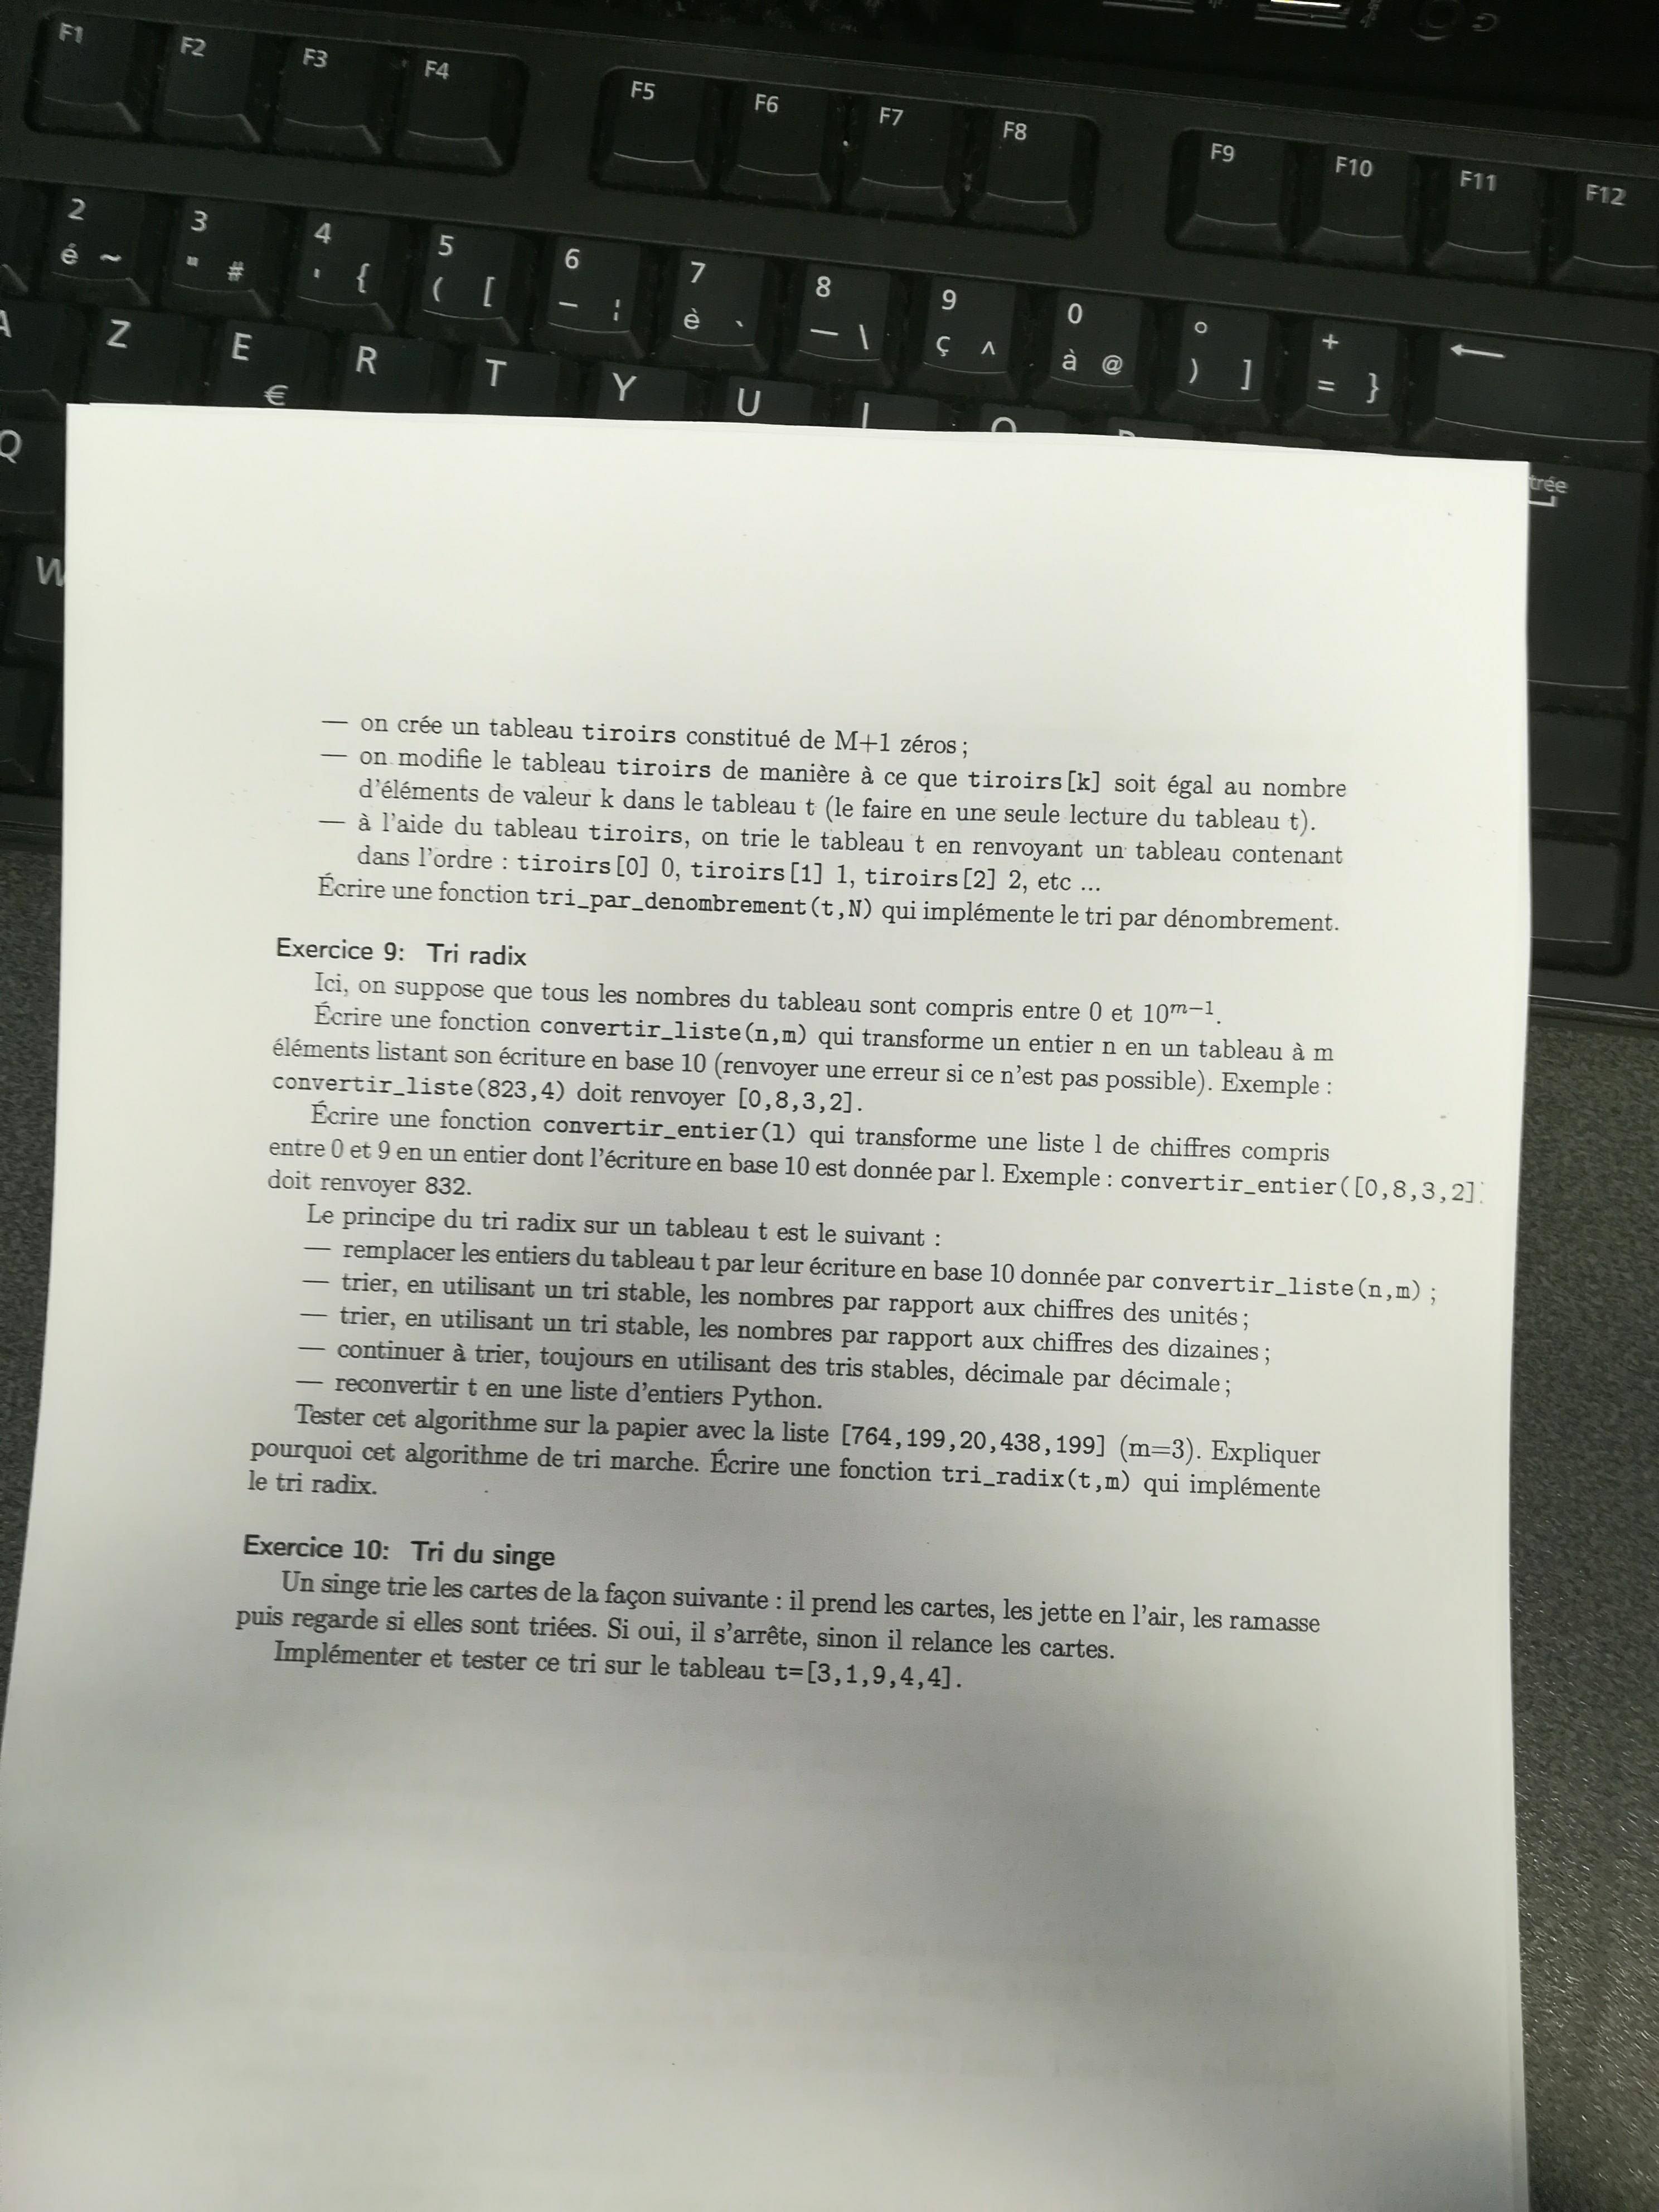 F1 F2 F3 F4 F5 F6 F7 F8 F9 F10 F11 F12
2 3 4 5 6 7 8 9 0 ° +
é ~ " # ' { ( [ - ¦ è ` _ \ ç ^ à @ ) ] = } ←
A Z E R T Y U I O P
€
Q
trée
W
— on crée un tableau tiroirs constitué de M+1 zéros ;
— on modifie le tableau tiroirs de manière à ce que tiroirs[k] soit égal au nombre
d'éléments de valeur k dans le tableau t (le faire en une seule lecture du tableau t).
— à l'aide du tableau tiroirs, on trie le tableau t en renvoyant un tableau contenant
dans l'ordre : tiroirs[0] 0, tiroirs[1] 1, tiroirs[2] 2, etc ...
Écrire une fonction tri_par_denombrement(t,N) qui implémente le tri par dénombrement.
Exercice 9: Tri radix
Ici, on suppose que tous les nombres du tableau sont compris entre 0 et 10^{m−1}.
Écrire une fonction convertir_liste(n,m) qui transforme un entier n en un tableau à m
éléments listant son écriture en base 10 (renvoyer une erreur si ce n'est pas possible). Exemple :
convertir_liste(823,4) doit renvoyer [0,8,3,2].
Écrire une fonction convertir_entier(l) qui transforme une liste l de chiffres compris
entre 0 et 9 en un entier dont l'écriture en base 10 est donnée par l. Exemple : convertir_entier([0,8,3,2]
doit renvoyer 832.
Le principe du tri radix sur un tableau t est le suivant :
— remplacer les entiers du tableau t par leur écriture en base 10 donnée par convertir_liste(n,m) ;
— trier, en utilisant un tri stable, les nombres par rapport aux chiffres des unités ;
— trier, en utilisant un tri stable, les nombres par rapport aux chiffres des dizaines ;
— continuer à trier, toujours en utilisant des tris stables, décimale par décimale ;
— reconvertir t en une liste d'entiers Python.
Tester cet algorithme sur la papier avec la liste [764,199,20,438,199] (m=3). Expliquer
pourquoi cet algorithme de tri marche. Écrire une fonction tri_radix(t,m) qui implémente
le tri radix.
Exercice 10: Tri du singe
Un singe trie les cartes de la façon suivante : il prend les cartes, les jette en l'air, les ramasse
puis regarde si elles sont triées. Si oui, il s'arrête, sinon il relance les cartes.
Implémenter et tester ce tri sur le tableau t=[3,1,9,4,4].